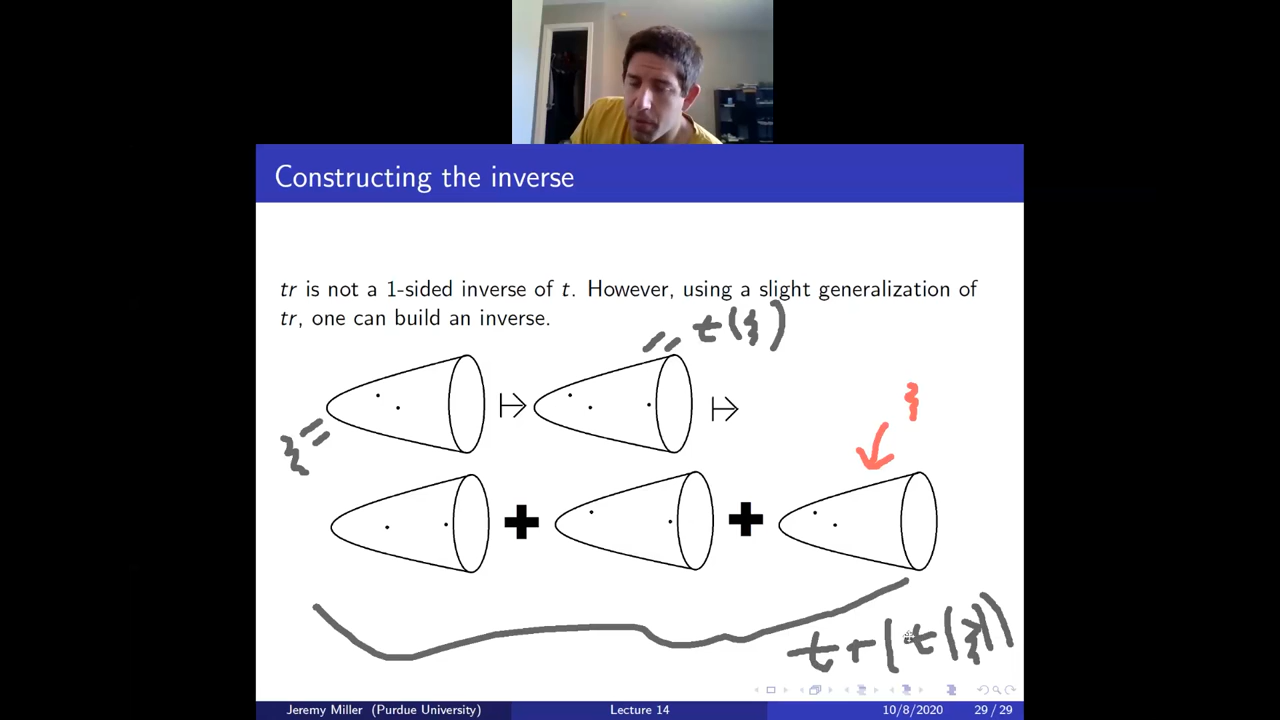 Constructing the inverse
tr is not a 1-sided inverse of t. However, using a slight generalization of
tr, one can build an inverse.
= t(ξ)
ξ =
↦ ↦
ξ
+ +
tr(t(ξ))
Jeremy Miller (Purdue University) Lecture 14 10/8/2020 29 / 29